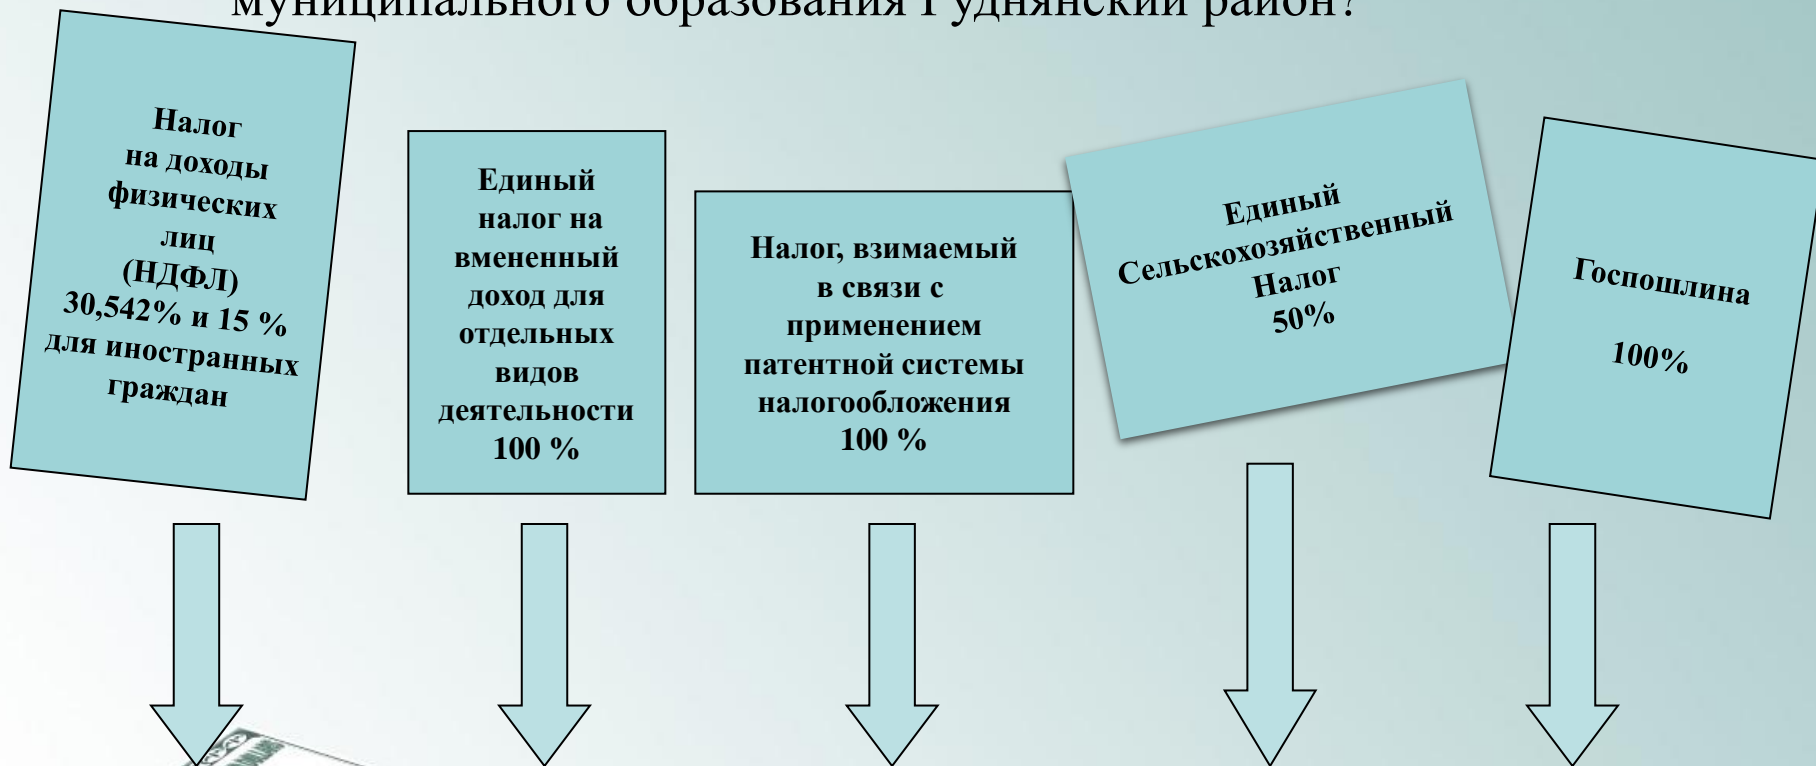 муниципального образования Руднянский район?
Налог
на доходы
физических
лиц
(НДФЛ)
30,542% и 15 %
для иностранных
граждан
Единый
налог на
вмененный
доход для
отдельных
видов
деятельности
100 %
Налог, взимаемый
в связи с
применением
патентной системы
налогообложения
100 %
Единый
Сельскохозяйственный
Налог
50%
Госпошлина
100%